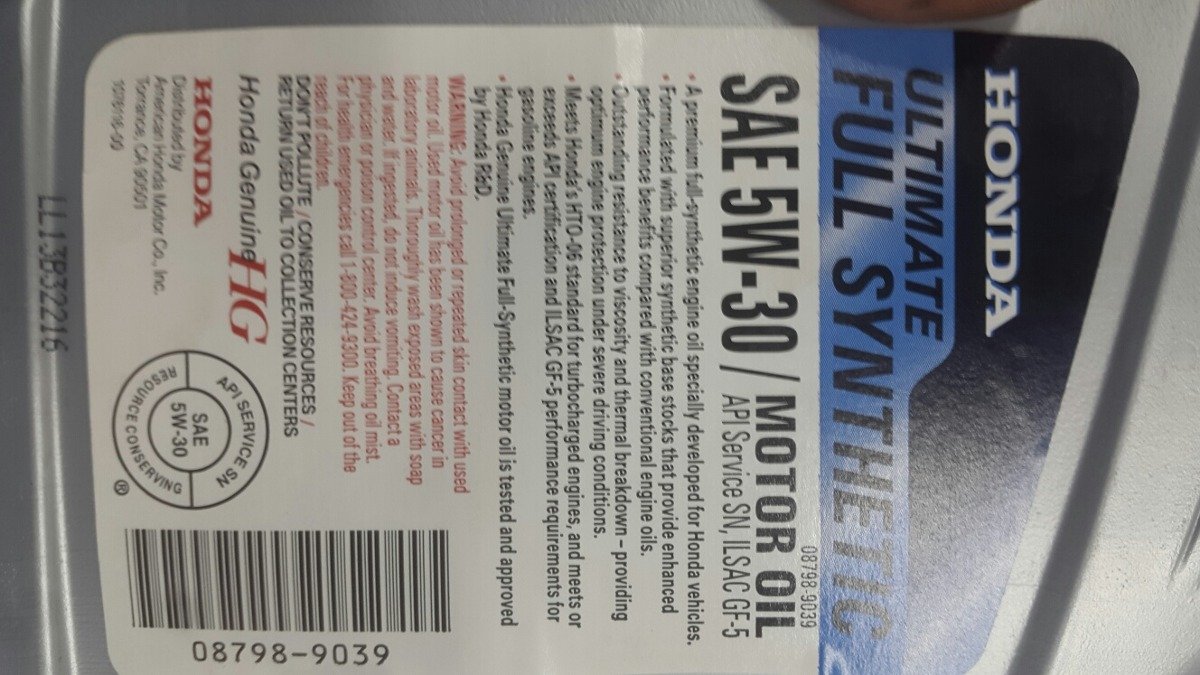 HONDA
ULTIMATE
FULL SYNTHETIC
08798-9039
SAE 5W-30 / MOTOR OIL
API Service SN, ILSAC GF-5
• A premium full-synthetic engine oil specially developed for Honda vehicles.
• Formulated with superior synthetic base stocks that provide enhanced
performance benefits compared with conventional engine oils.
• Outstanding resistance to viscosity and thermal breakdown – providing
optimum engine protection under severe driving conditions.
• Meets Honda's HTO-06 standard for turbocharged engines, and meets or
exceeds API certification and ILSAC GF-5 performance requirements for
gasoline engines.
• Honda Genuine Ultimate Full-Synthetic motor oil is tested and approved
by Honda R&D.
WARNING: Avoid prolonged or repeated skin contact with used
motor oil. Used motor oil has been shown to cause cancer in
laboratory animals. Thoroughly wash exposed areas with soap
and water. If ingested, do not induce vomiting. Contact a
physician or poison control center. Avoid breathing oil mist.
For health emergencies call 1-800-424-9300. Keep out of the
reach of children.
DON'T POLLUTE / CONSERVE RESOURCES /
RETURN USED OIL TO COLLECTION CENTERS
Honda Genuine HG
HONDA
Distributed by
American Honda Motor Co., Inc.
Torrance, CA 90501
API SERVICE SN
SAE
5W-30
RESOURCE CONSERVING
®
08798-9039
LL13B32216